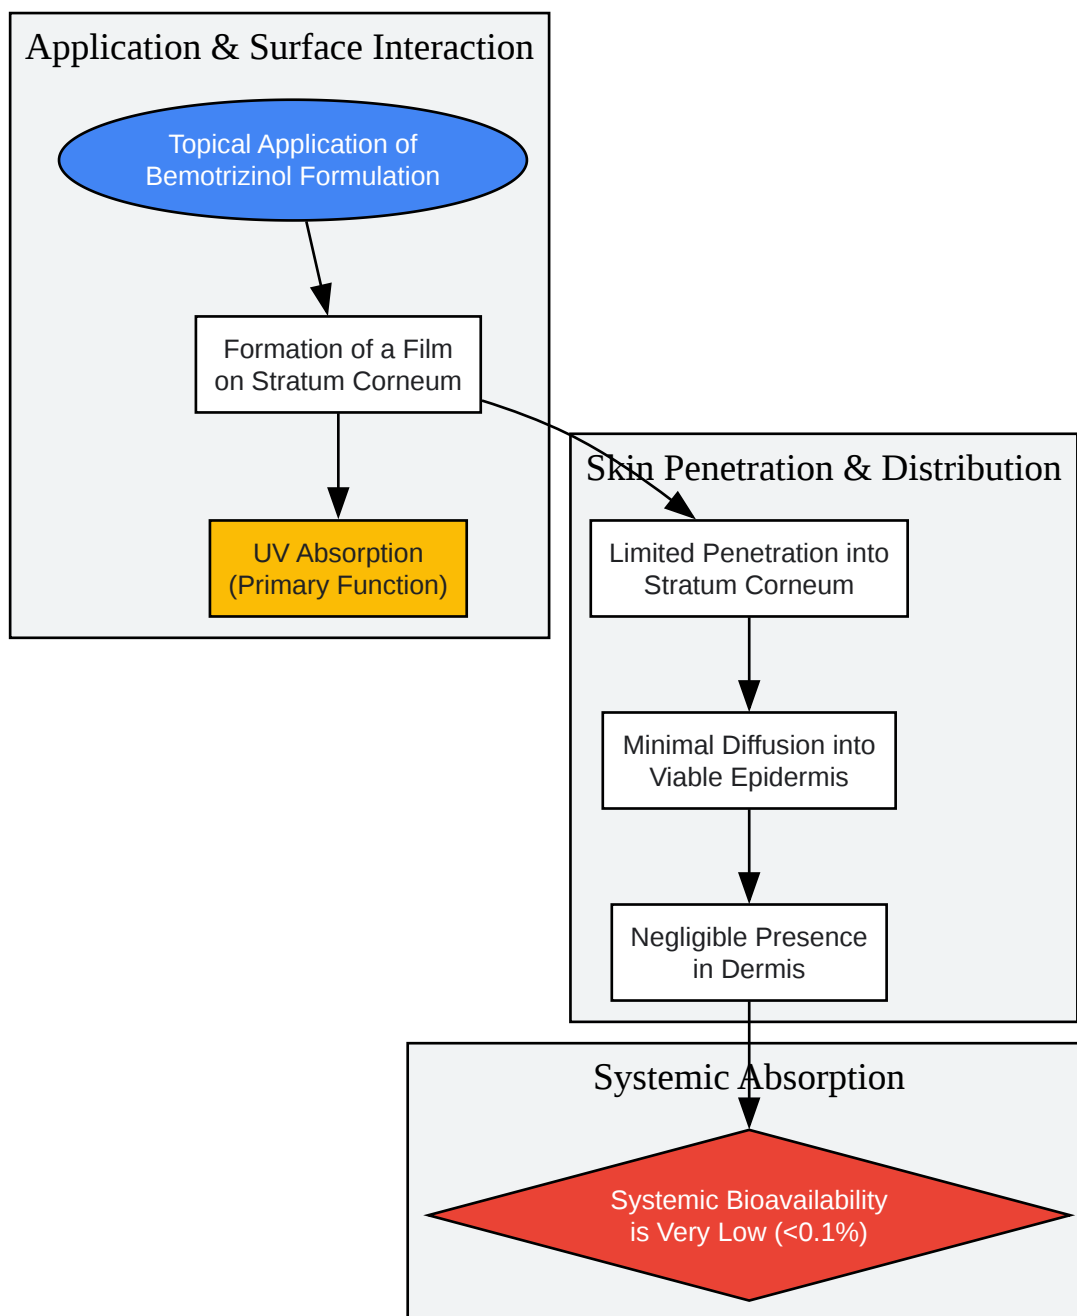 Application & Surface Interaction
Topical Application of
Bemotrizinol Formulation
Formation of a Film
on Stratum Corneum
UV Absorption
(Primary Function)
Skin Penetration & Distribution
Limited Penetration into
Stratum Corneum
Minimal Diffusion into
Viable Epidermis
Negligible Presence
in Dermis
Systemic Absorption
Systemic Bioavailability
is Very Low (<0.1%)